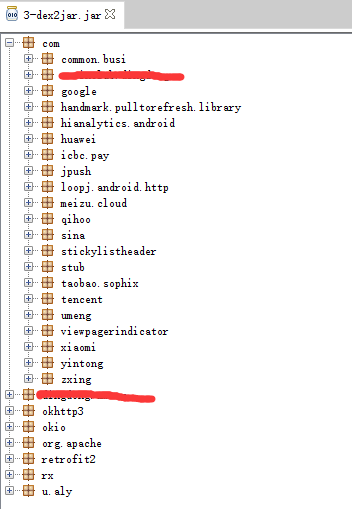 3-dex2jar.jar
com
common.busi
google
handmark.pulltorefresh.library
hianalytics.android
huawei
icbc.pay
jpush
loopj.android.http
meizu.cloud
qihoo
sina
stickylistheader
stub
taobao.sophix
tencent
umeng
viewpagerindicator
xiaomi
yintong
zxing
okhttp3
okio
org.apache
retrofit2
rx
u.aly